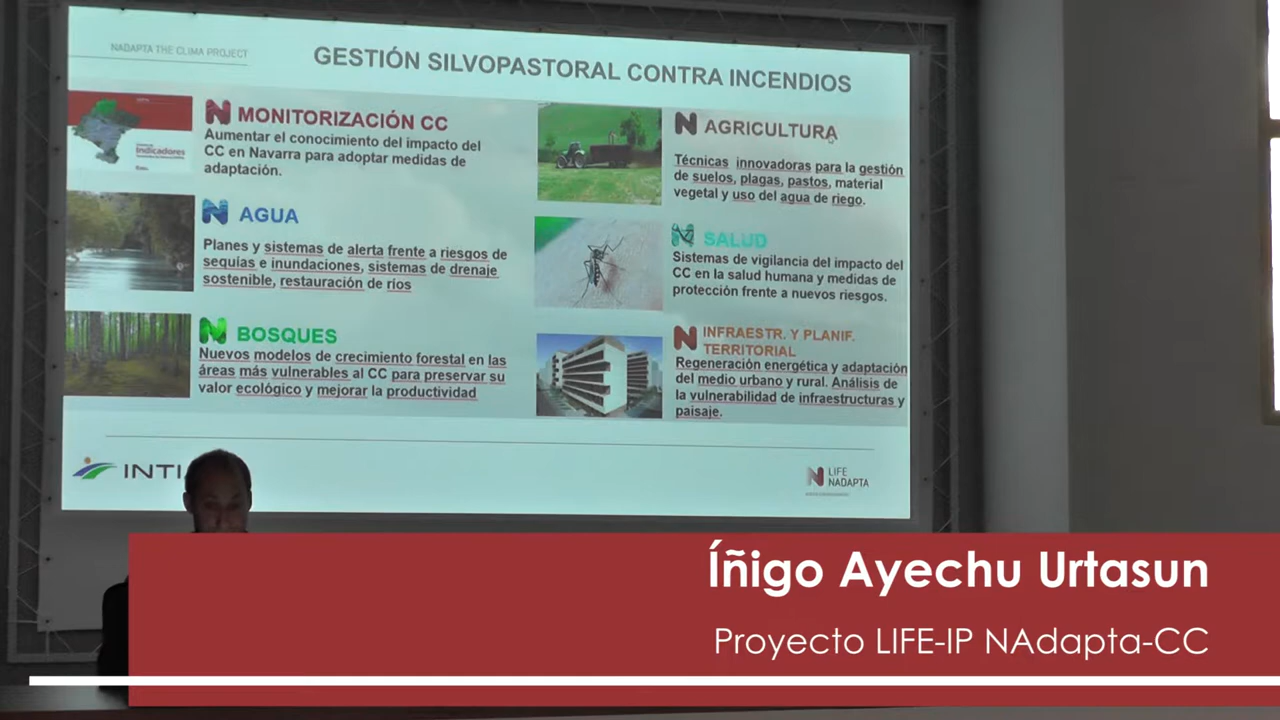 NADAPTA THE CLIMA PROJECT
GESTIÓN SILVOPASTORAL CONTRA INCENDIOS
Indicadores
N MONITORIZACIÓN CC
Aumentar el conocimiento del impacto del
CC en Navarra para adoptar medidas de
adaptación.
N AGUA
Planes y sistemas de alerta frente a riesgos de
sequías e inundaciones, sistemas de drenaje
sostenible, restauración de ríos
N BOSQUES
Nuevos modelos de crecimiento forestal en las
áreas más vulnerables al CC para preservar su
valor ecológico y mejorar la productividad
N AGRICULTURA
Técnicas innovadoras para la gestión
de suelos, plagas, pastos, material
vegetal y uso del agua de riego.
N SALUD
Sistemas de vigilancia del impacto del
CC en la salud humana y medidas de
protección frente a nuevos riesgos.
N INFRAESTR. Y PLANIF.
TERRITORIAL
Regeneración energética y adaptación
del medio urbano y rural. Análisis de
la vulnerabilidad de infraestructuras y
paisaje.
INTI
N LIFE
NADAPTA
Íñigo Ayechu Urtasun
Proyecto LIFE-IP NAdapta-CC